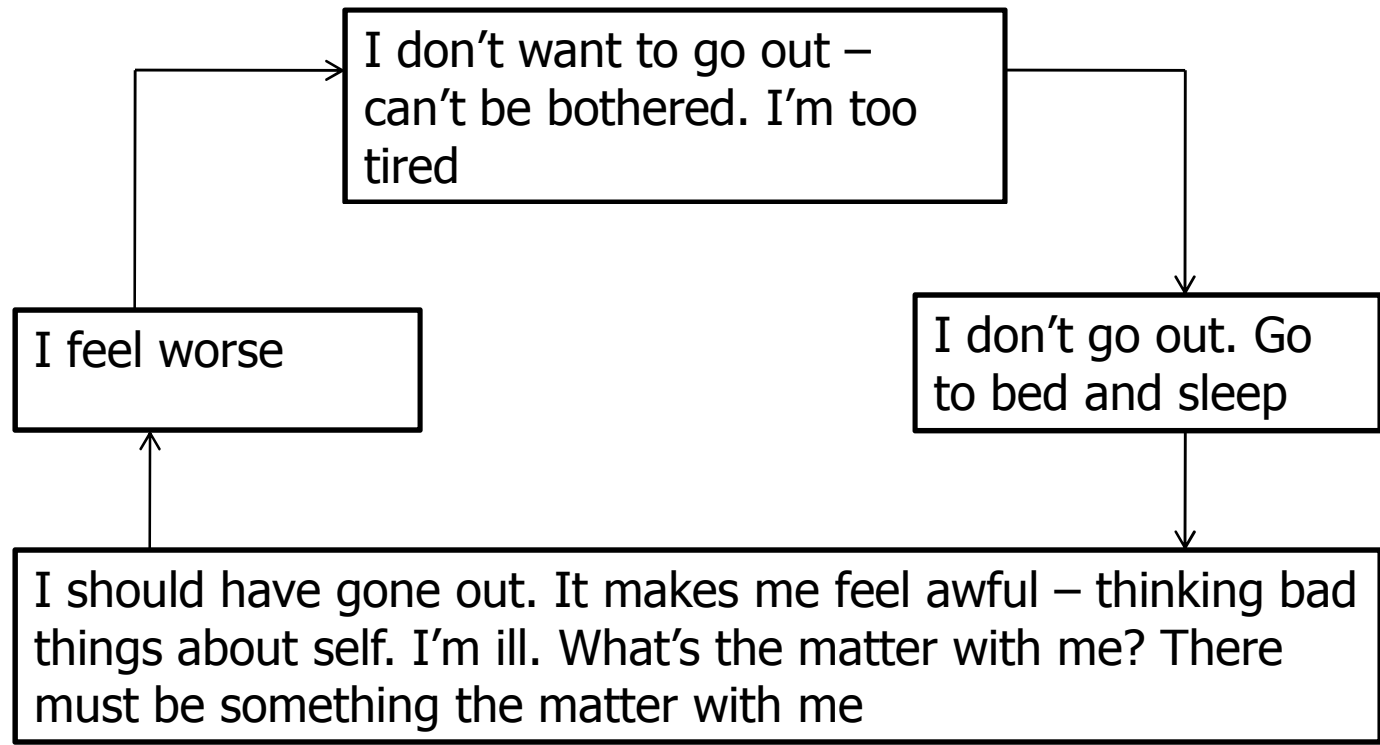 I don’t want to go out –
can’t be bothered. I’m too
tired
I feel worse
I don’t go out. Go
to bed and sleep
I should have gone out. It makes me feel awful – thinking bad
things about self. I’m ill. What’s the matter with me? There
must be something the matter with me